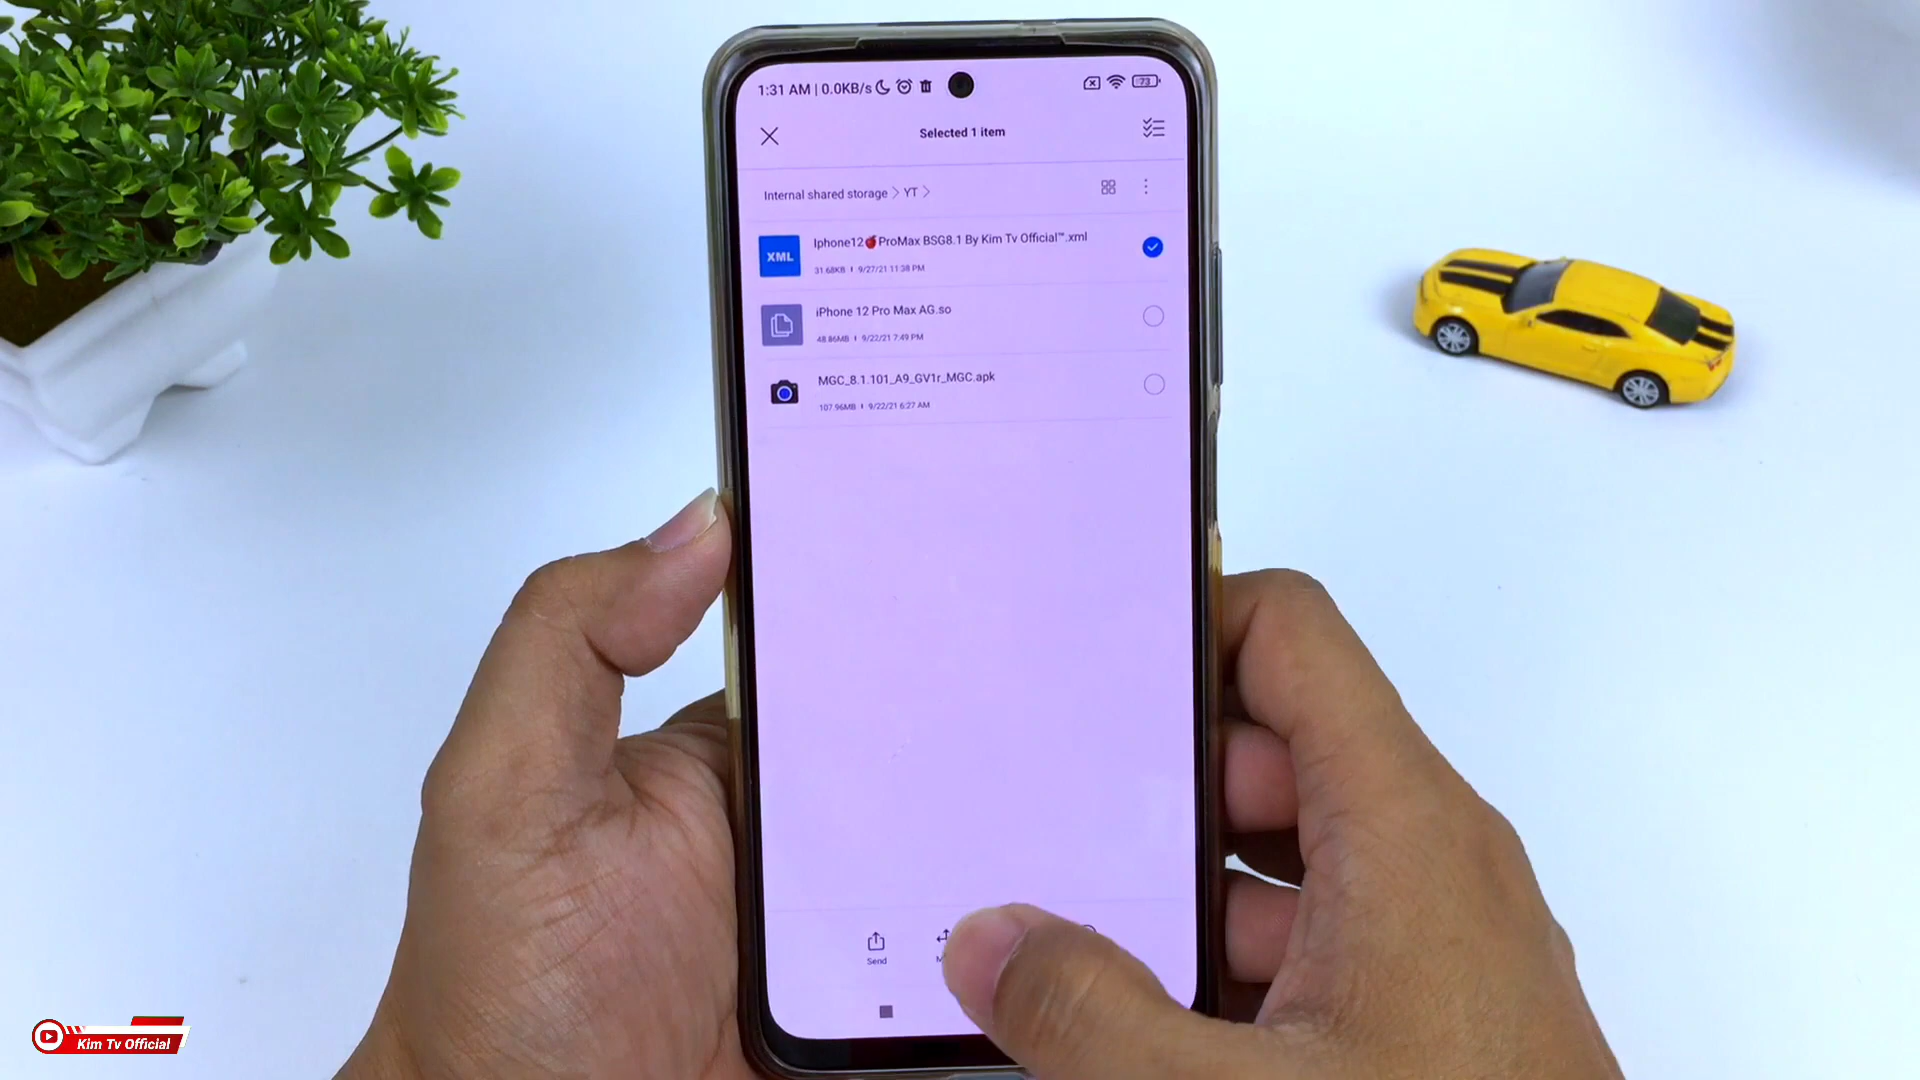 1:31 AM | 0.0KB/s
73
Selected 1 item
Internal shared storage > YT >
XML
Iphone12🍎ProMax BSG8.1 By Kim Tv Official™.xml
31.68KB | 9/27/21 11:38 PM
iPhone 12 Pro Max AG.so
48.86MB | 9/22/21 7:49 PM
MGC_8.1.101_A9_GV1r_MGC.apk
107.96MB | 9/22/21 6:27 AM
Send
Kim Tv Official